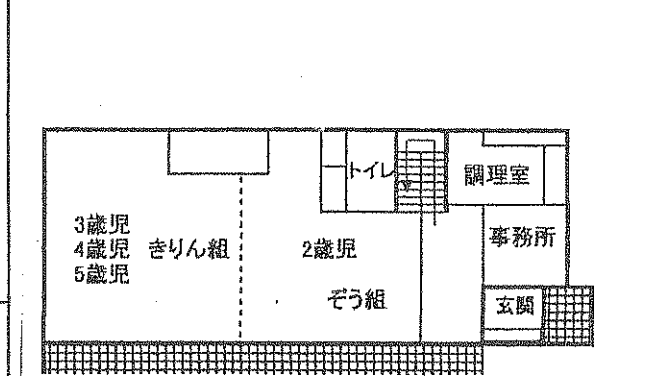 トイレ
調理室
3歳児
4歳児 きりん組
5歳児
2歳児
ぞう組
事務所
玄関